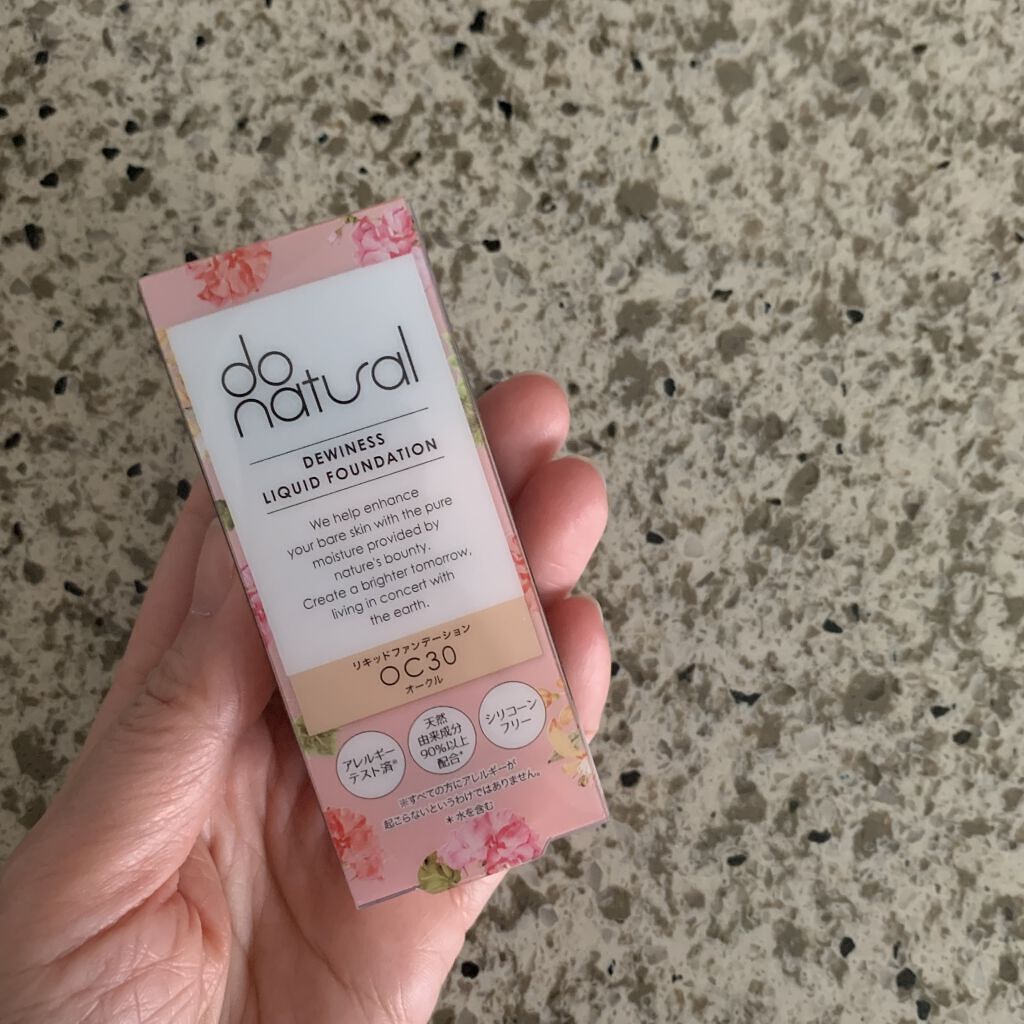 do
natural
DEWINESS
LIQUID FOUNDATION
We help enhance
your bare skin with the pure
moisture provided by
nature's bounty.
Create a brighter tomorrow,
living in concert with
the earth.
リキッドファンデーション
OC30
オークル
アレルギー
テスト済※
天然
由来成分
90%以上
配合*
シリコーン
フリー
※すべての方にアレルギーが
起こらないというわけではありません。
*水を含む